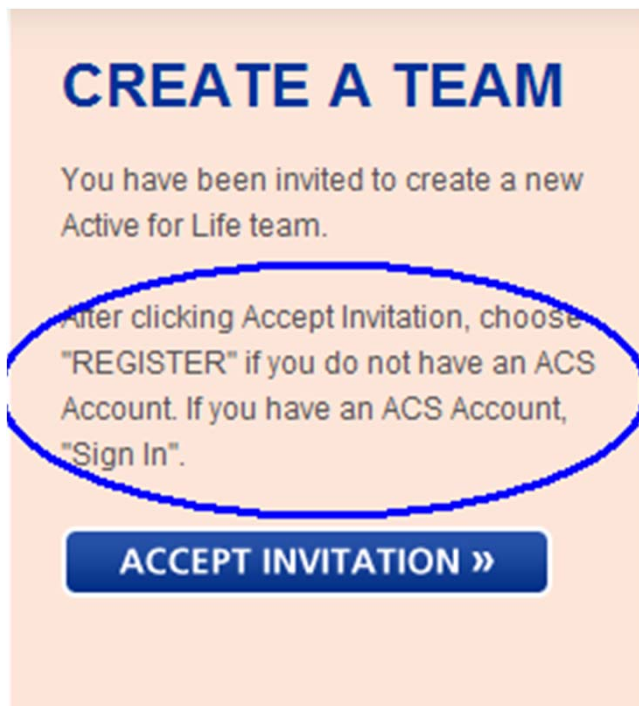 CREATE A TEAM
You have been invited to create a new
Active for Life team.
After clicking Accept Invitation, choose
"REGISTER" if you do not have an ACS
Account. If you have an ACS Account,
"Sign In".
ACCEPT INVITATION »